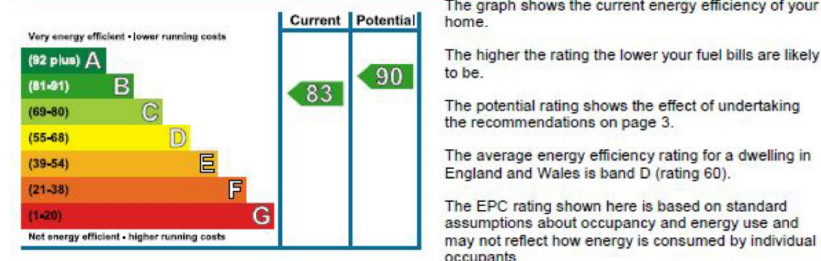 Current Potential
Very energy efficient • lower running costs
(92 plus) A
(81-91) B
(69-80) C
(55-68) D
(39-54) E
(21-38) F
(1-20) G
83
90
Not energy efficient • higher running costs
The graph shows the current energy efficiency of your
home.
The higher the rating the lower your fuel bills are likely
to be.
The potential rating shows the effect of undertaking
the recommendations on page 3.
The average energy efficiency rating for a dwelling in
England and Wales is band D (rating 60).
The EPC rating shown here is based on standard
assumptions about occupancy and energy use and
may not reflect how energy is consumed by individual
occupants.